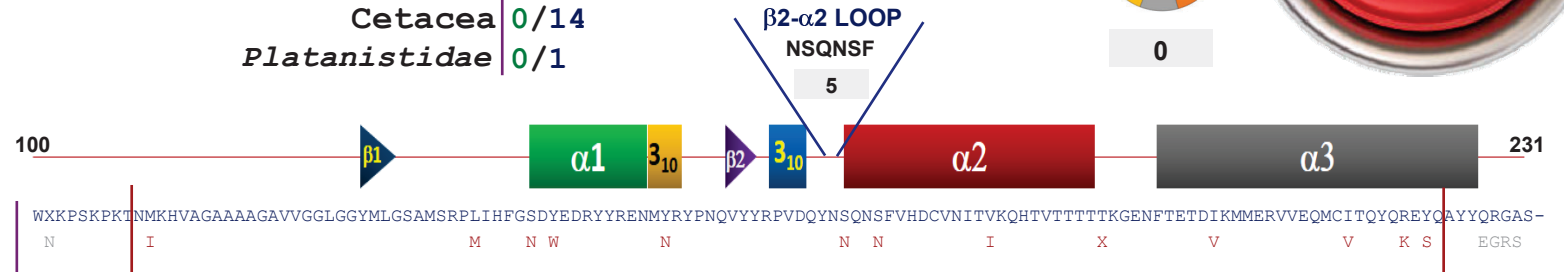 Cetacea 0/14
Platanistidae 0/1
β2-α2 LOOP
NSQNSF
5
0
100 β1 α1 3₁₀ β2 3₁₀ α2 α3 231
WXKPSKPKTNMKHVAGAAAAGAVVGGLGGYMLGSAMSRPLIHFGSDYEDRYYRENMYRYPNQVYYRPVDQYNSQNSFVHDCVNITVKQHTVTTTTTKGENFTETDIKMMERVVEQMCITQYQREYQAYYQRGAS-
N I M N W N N N I X V V K S EGRS